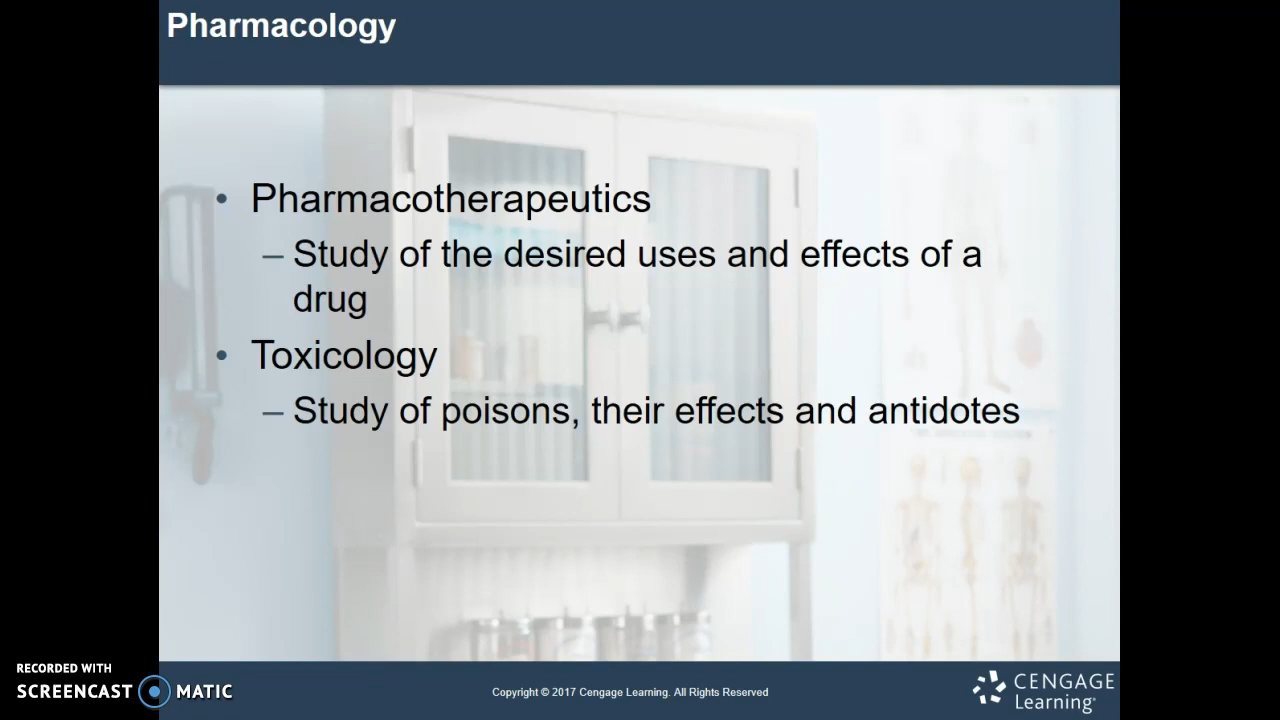 Pharmacology
• Pharmacotherapeutics
– Study of the desired uses and effects of a
drug
• Toxicology
– Study of poisons, their effects and antidotes
RECORDED WITH
SCREENCAST MATIC
Copyright © 2017 Cengage Learning. All Rights Reserved
CENGAGE
Learning®